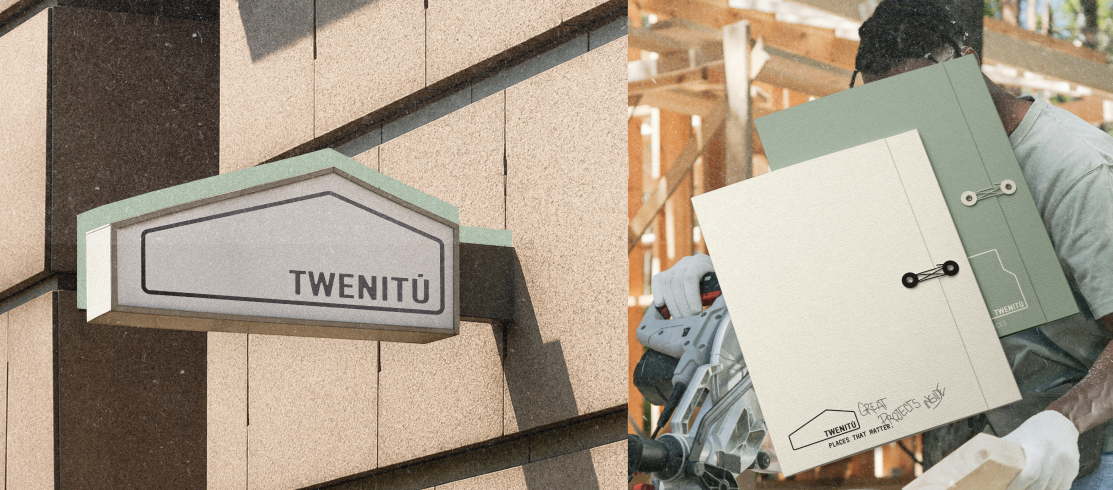 TWENITÚ
TWENITÚ
TWENITÚ
PLACES THAT MATTER.
GREAT
PROJECTS INSIDE